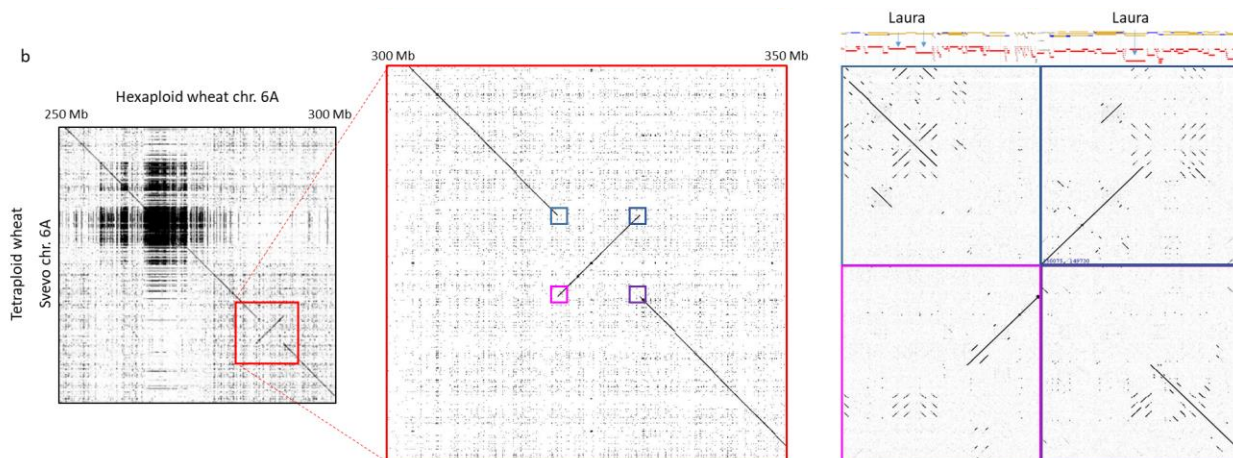 Laura Laura
b
300 Mb 350 Mb
Hexaploid wheat chr. 6A
250 Mb 300 Mb
Tetraploid wheat
Svevo chr. 6A